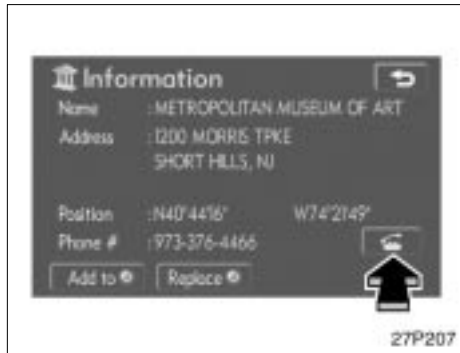 Information
Name :METROPOLITAN MUSEUM OF ART
Address :1200 MORRIS TPKE
SHORT HILLS, NJ
Position :N40°44'16" W74°21'49"
Phone # :973-376-4466
Add to Replace
27P207